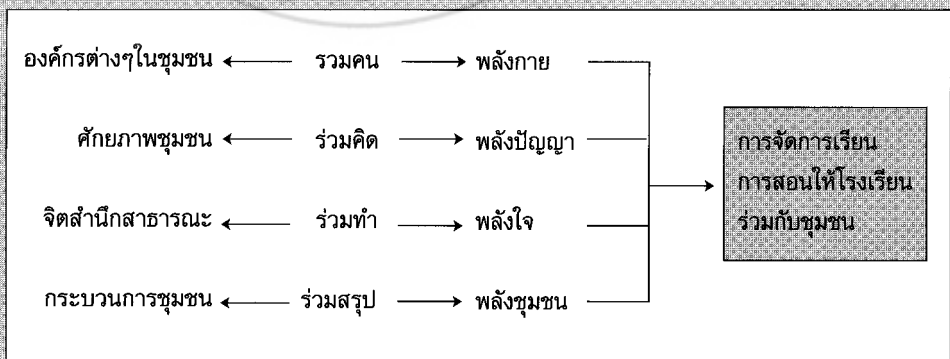 องค์กรต่างๆในชุมชน รวมคน พลังกาย
ศักยภาพชุมชน ร่วมคิด พลังปัญญา
จิตสำนึกสาธารณะ ร่วมทำ พลังใจ
กระบวนการชุมชน ร่วมสรุป พลังชุมชน
การจัดการเรียน
การสอนให้โรงเรียน
ร่วมกับชุมชน